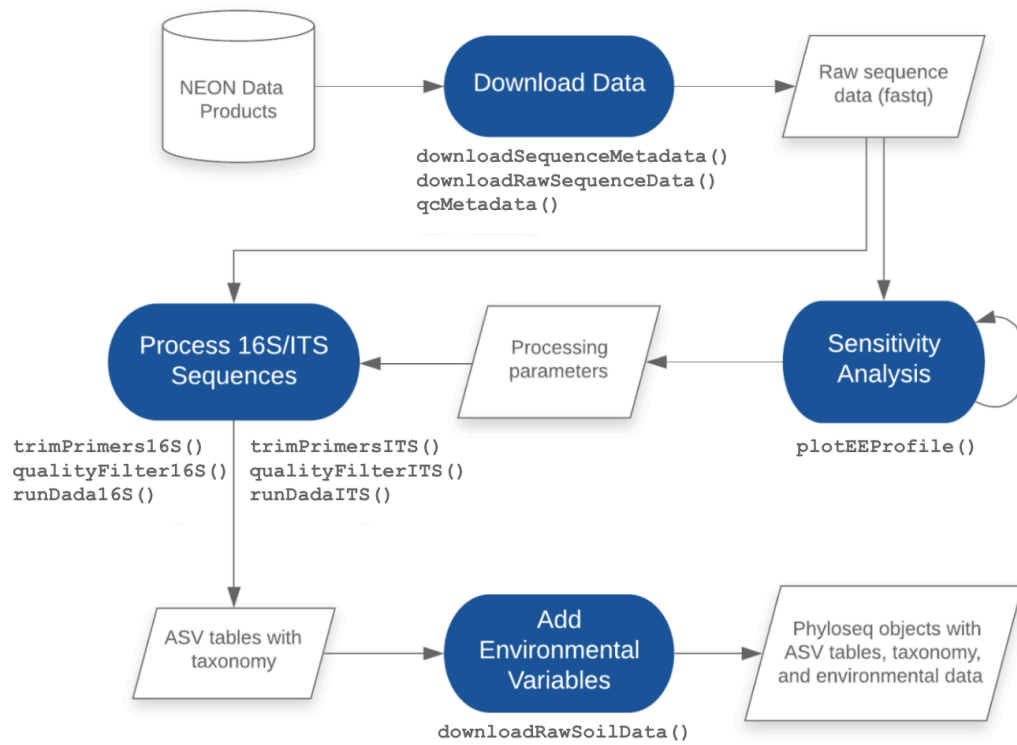 NEON Data
Products
Download Data
Raw sequence
data (fastq)
downloadSequenceMetadata()
downloadRawSequenceData()
qcMetadata()
Process 16S/ITS
Sequences
Processing
parameters
Sensitivity
Analysis
trimPrimers16S()
qualityFilter16S()
runDada16S()
trimPrimersITS()
qualityFilterITS()
runDadaITS()
plotEEProfile()
ASV tables with
taxonomy
Add
Environmental
Variables
Phyloseq objects with
ASV tables, taxonomy,
and environmental data
downloadRawSoilData()